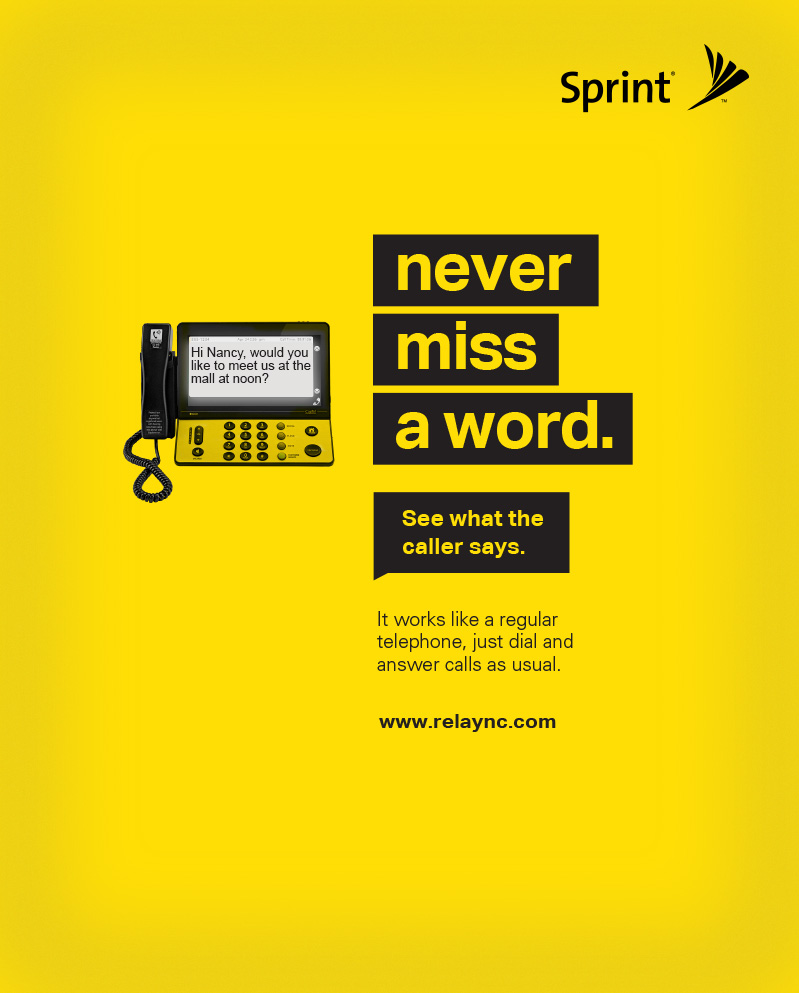 Sprint
never
miss
a word.
Hi Nancy, would you
like to meet us at the
mall at noon?
See what the
caller says.
It works like a regular
telephone, just dial and
answer calls as usual.
www.relaync.com